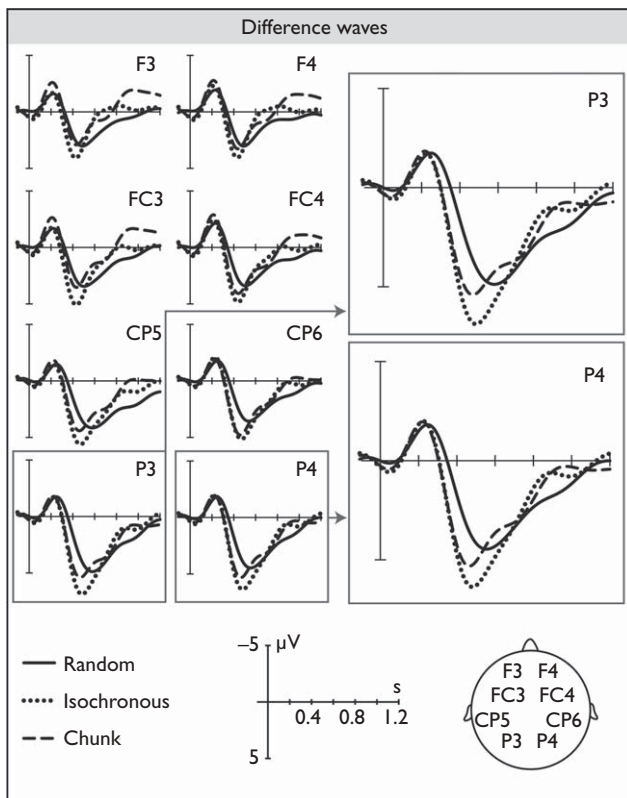 Difference waves
F3
F4
P3
FC3
FC4
CP5
CP6
P4
P3
P4
Random
Isochronous
Chunk
–5
µV
s
0.4 0.8 1.2
5
F3 F4
FC3 FC4
CP5 CP6
P3 P4